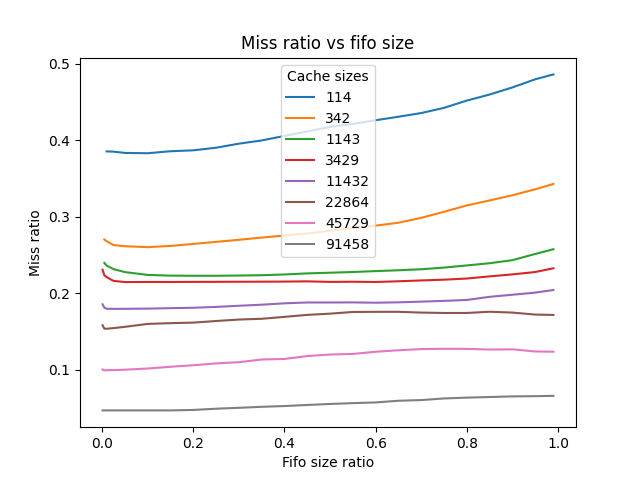 Miss ratio vs fifo size
Cache sizes
114
342
1143
3429
11432
22864
45729
91458
0.5
0.4
0.3
0.2
0.1
Miss ratio
0.0 0.2 0.4 0.6 0.8 1.0
Fifo size ratio